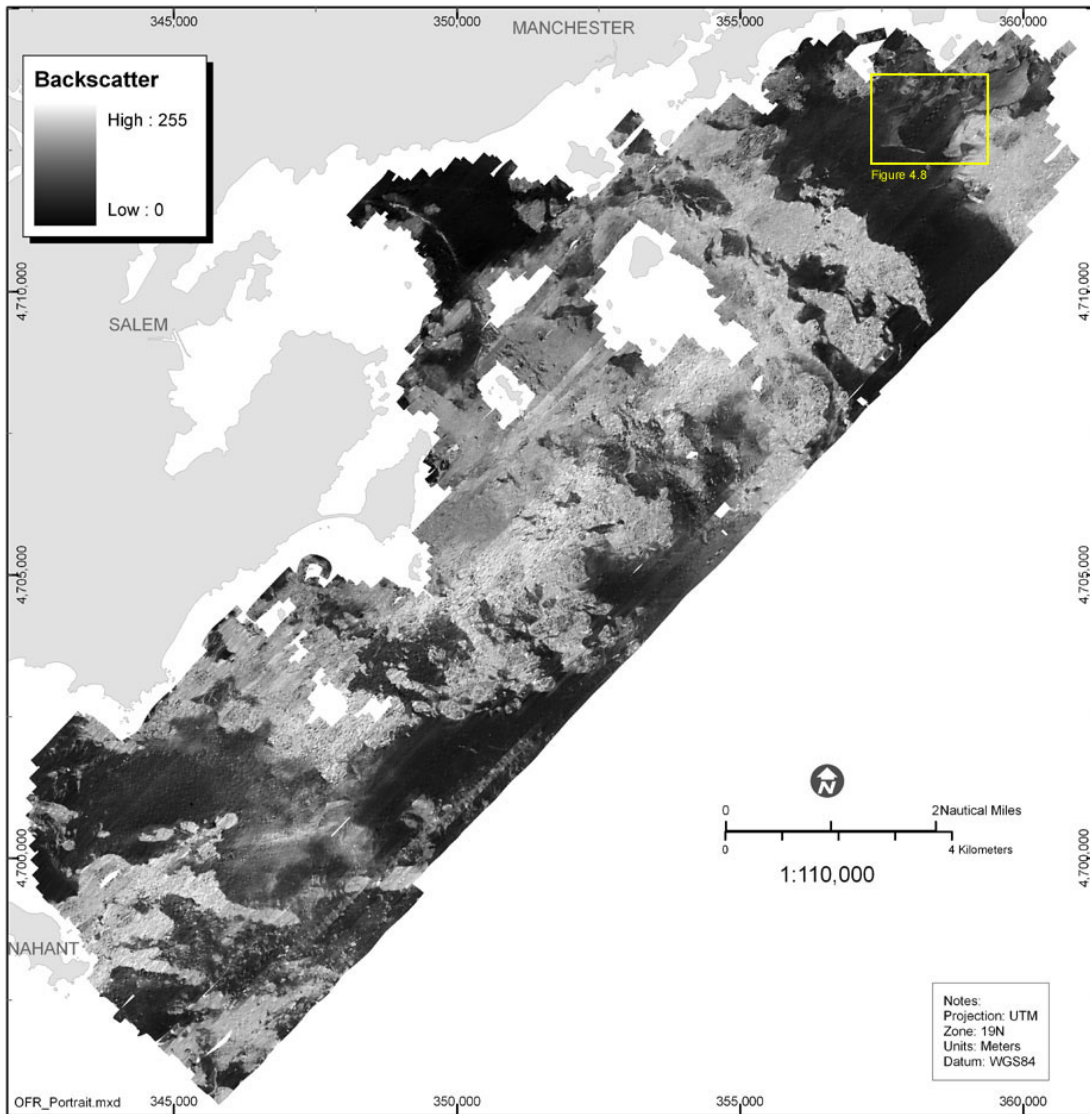 345,000 350,000 355,000 360,000
MANCHESTER
Backscatter
High : 255
Low : 0
Figure 4.8
4,710,000 4,710,000
SALEM
4,705,000 4,705,000
N
0 2 Nautical Miles
0 4 Kilometers
1:110,000
4,700,000 4,700,000
NAHANT
Notes:
Projection: UTM
Zone: 19N
Units: Meters
Datum: WGS84
OFR_Portrait.mxd
345,000 350,000 355,000 360,000